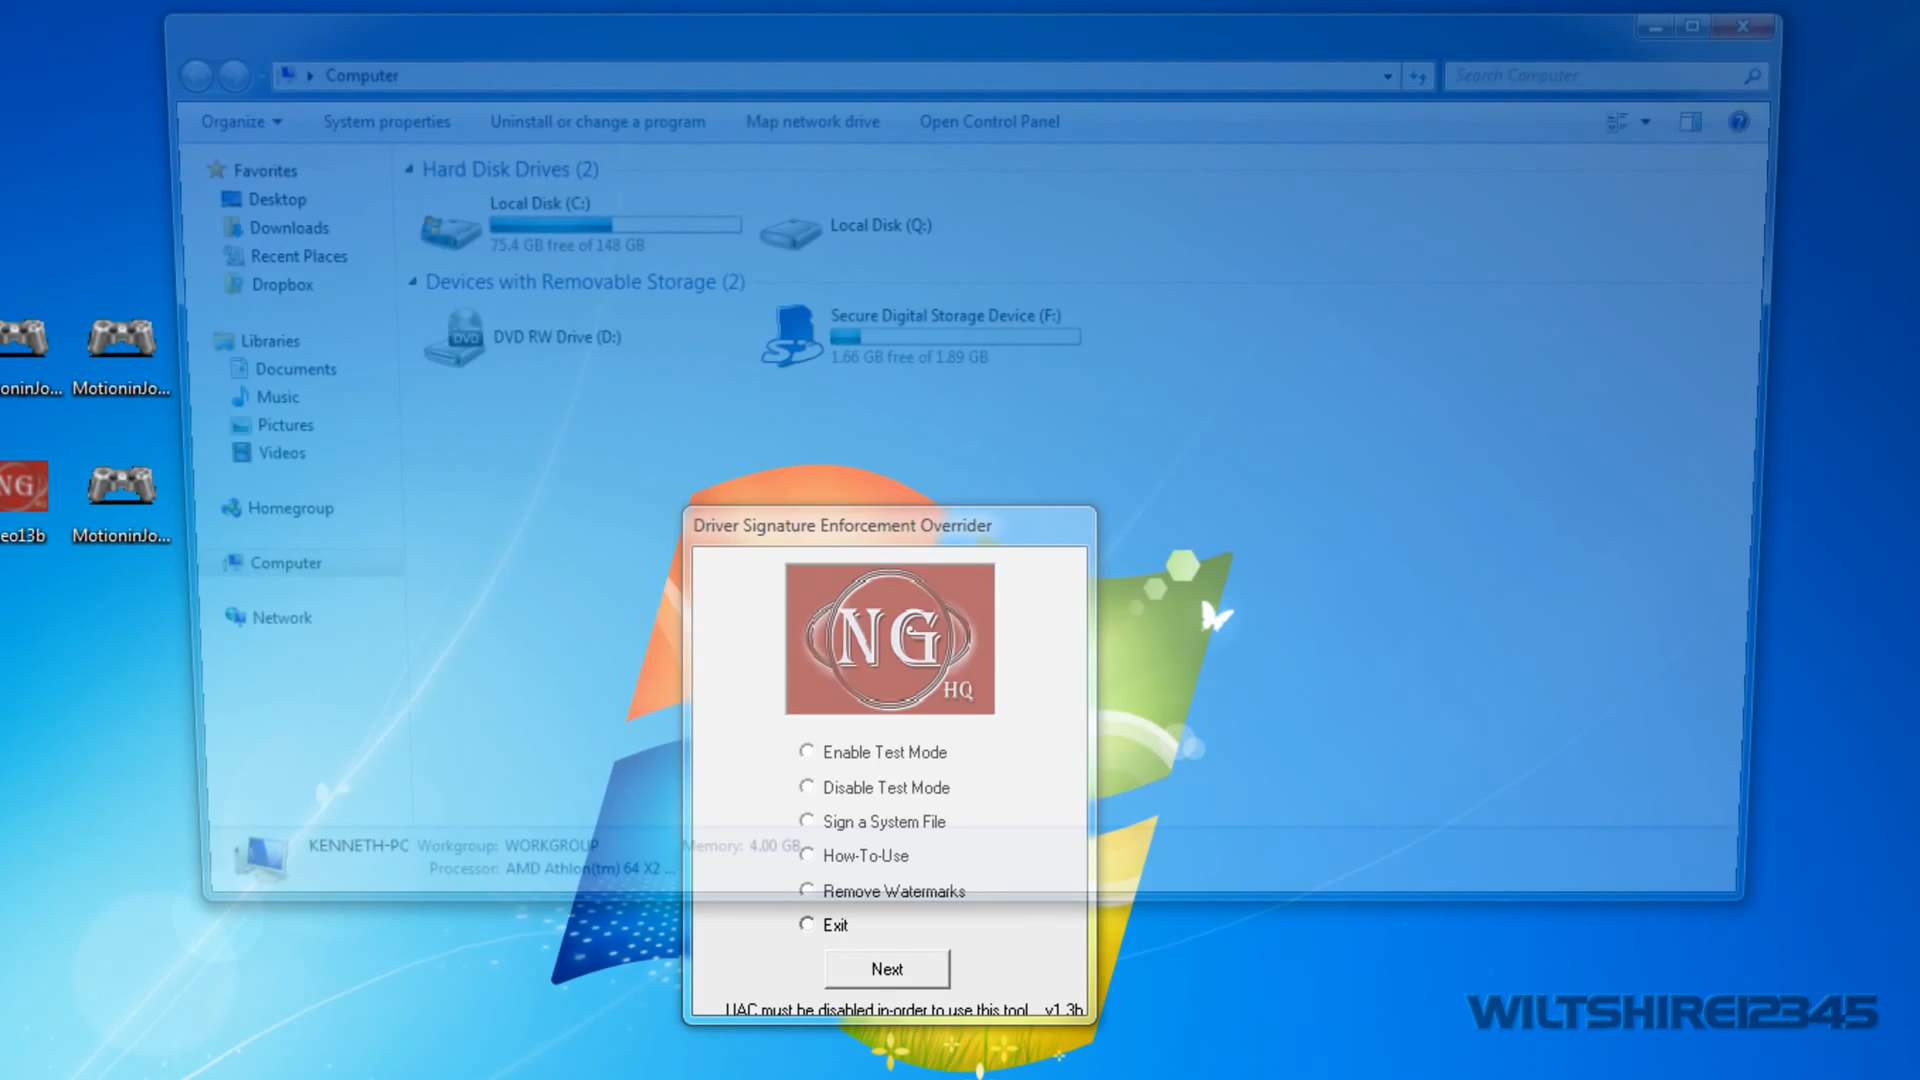 Computer
Search Computer
Organize
System properties
Uninstall or change a program
Map network drive
Open Control Panel
Favorites
Desktop
Downloads
Recent Places
Dropbox
Libraries
Documents
Music
Pictures
Videos
Homegroup
Computer
Network
Hard Disk Drives (2)
Local Disk (C:)
75.4 GB free of 148 GB
Local Disk (Q:)
Devices with Removable Storage (2)
DVD
DVD RW Drive (D:)
Secure Digital Storage Device (F:)
1.66 GB free of 1.89 GB
oninJo...
MotioninJo...
NG
eo13b
MotioninJo...
KENNETH-PC Workgroup: WORKGROUP Memory: 4.00 GB
Processor: AMD Athlon(tm) 64 X2 ...
Driver Signature Enforcement Overrider
NG
HQ
Enable Test Mode
Disable Test Mode
Sign a System File
How-To-Use
Remove Watermarks
Exit
Next
UAC must be disabled in-order to use this tool v1.3b
WILTSHIRE12345